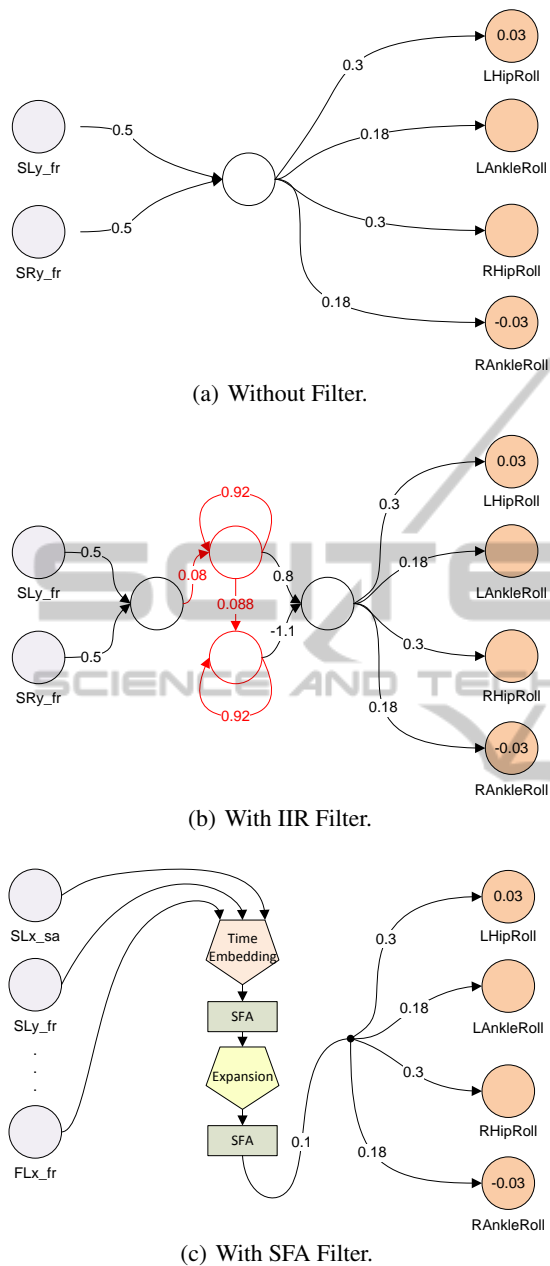 0.03
LHipRoll
0.3
0.5
SLy_fr
0.18
LAnkleRoll
0.5
SRy_fr
0.3
RHipRoll
0.18
-0.03
RAnkleRoll
(a) Without Filter.
0.03
LHipRoll
0.92
0.3
0.5
SLy_fr
0.08
0.8
0.18
LAnkleRoll
0.088
-1.1
0.5
SRy_fr
0.3
RHipRoll
0.92
0.18
-0.03
RAnkleRoll
SCITE
SCIENCE AND TECH
(b) With IIR Filter.
SLx_sa
0.03
LHipRoll
Time
Embedding
0.3
SLy_fr
SFA
0.18
LAnkleRoll
.
.
.
Expansion
0.3
RHipRoll
FLx_fr
SFA
0.1
0.18
-0.03
RAnkleRoll
(c) With SFA Filter.